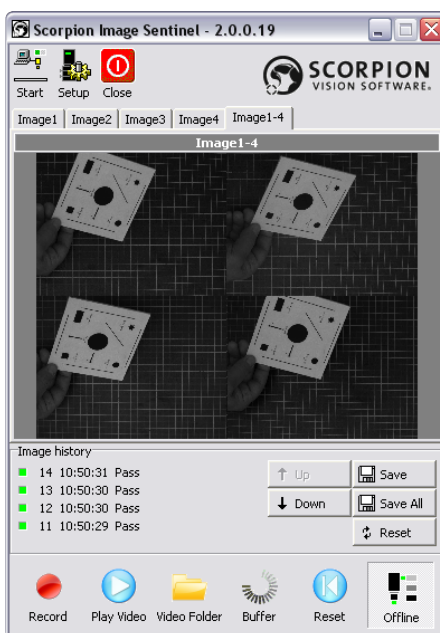 Scorpion Image Sentinel - 2.0.0.19
Start Setup Close
SCORPION
VISION SOFTWARE®
Image1 Image2 Image3 Image4 Image1-4
Image1-4
Image history
14 10:50:31 Pass
13 10:50:30 Pass
12 10:50:30 Pass
11 10:50:29 Pass
Up Save
Down Save All
Reset
Record Play Video Video Folder Buffer Reset Offline